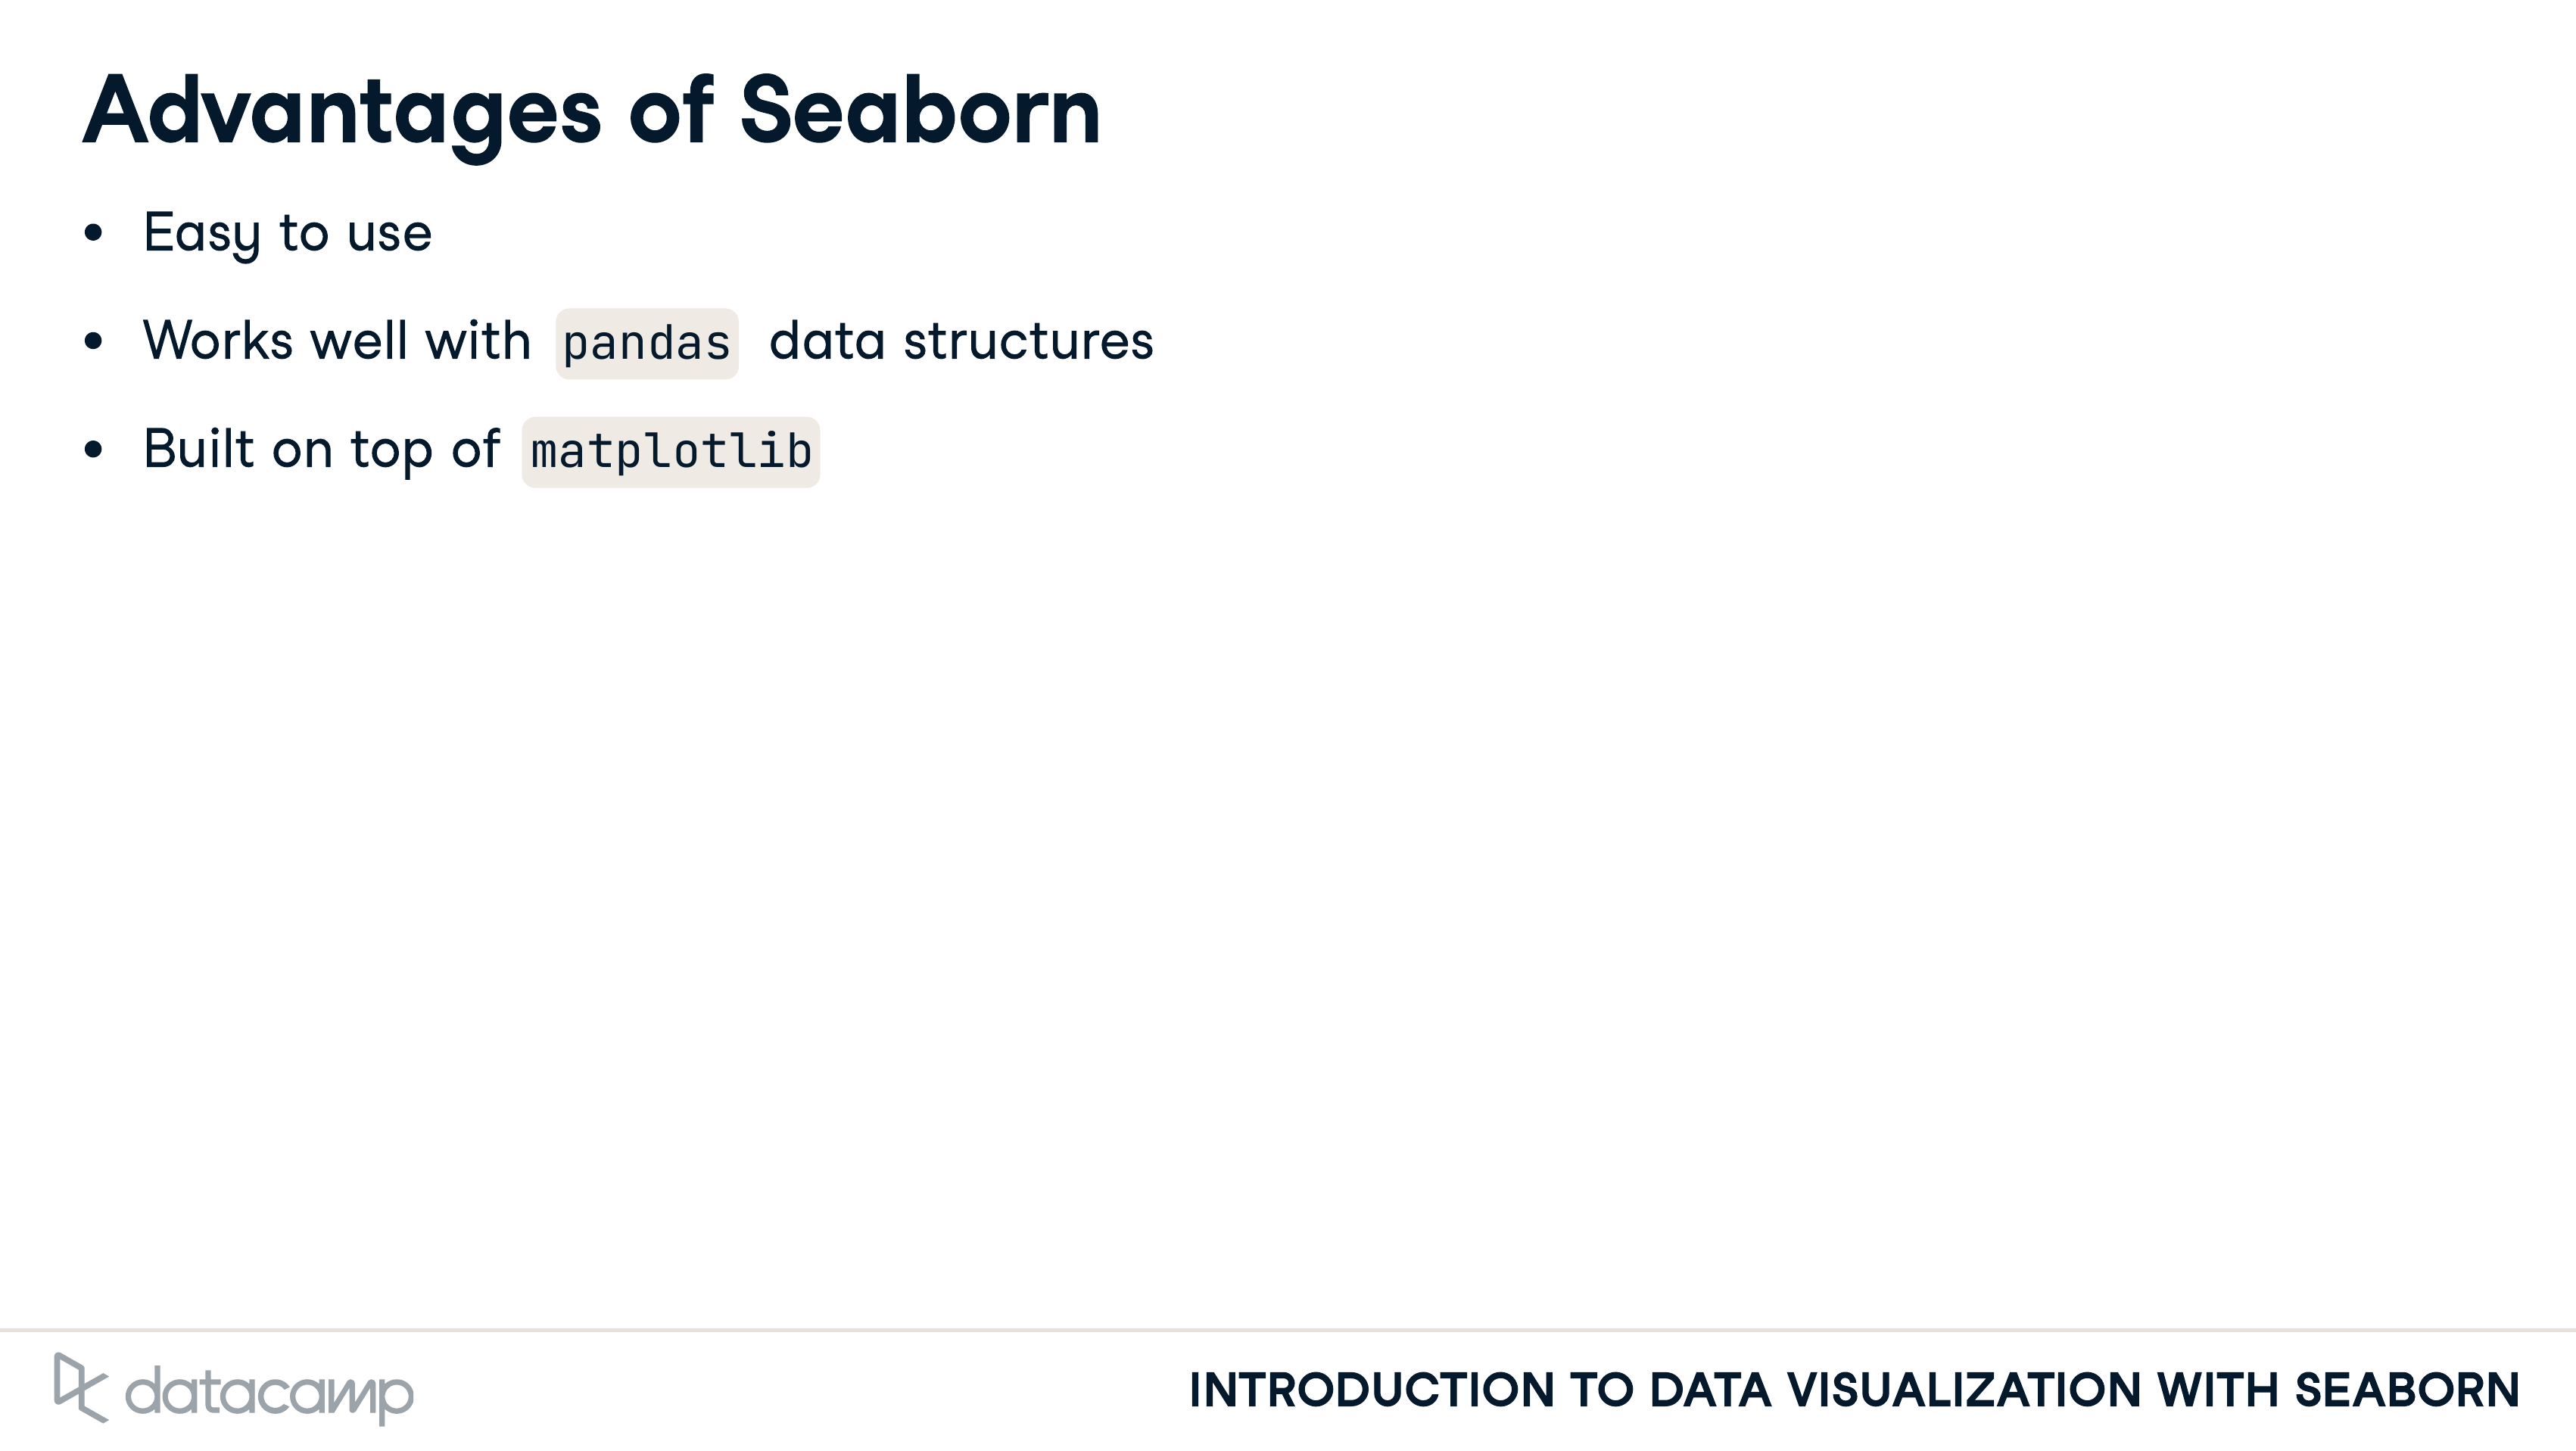 Advantages of Seaborn
• Easy to use
• Works well with pandas data structures
• Built on top of matplotlib
datacamp
INTRODUCTION TO DATA VISUALIZATION WITH SEABORN